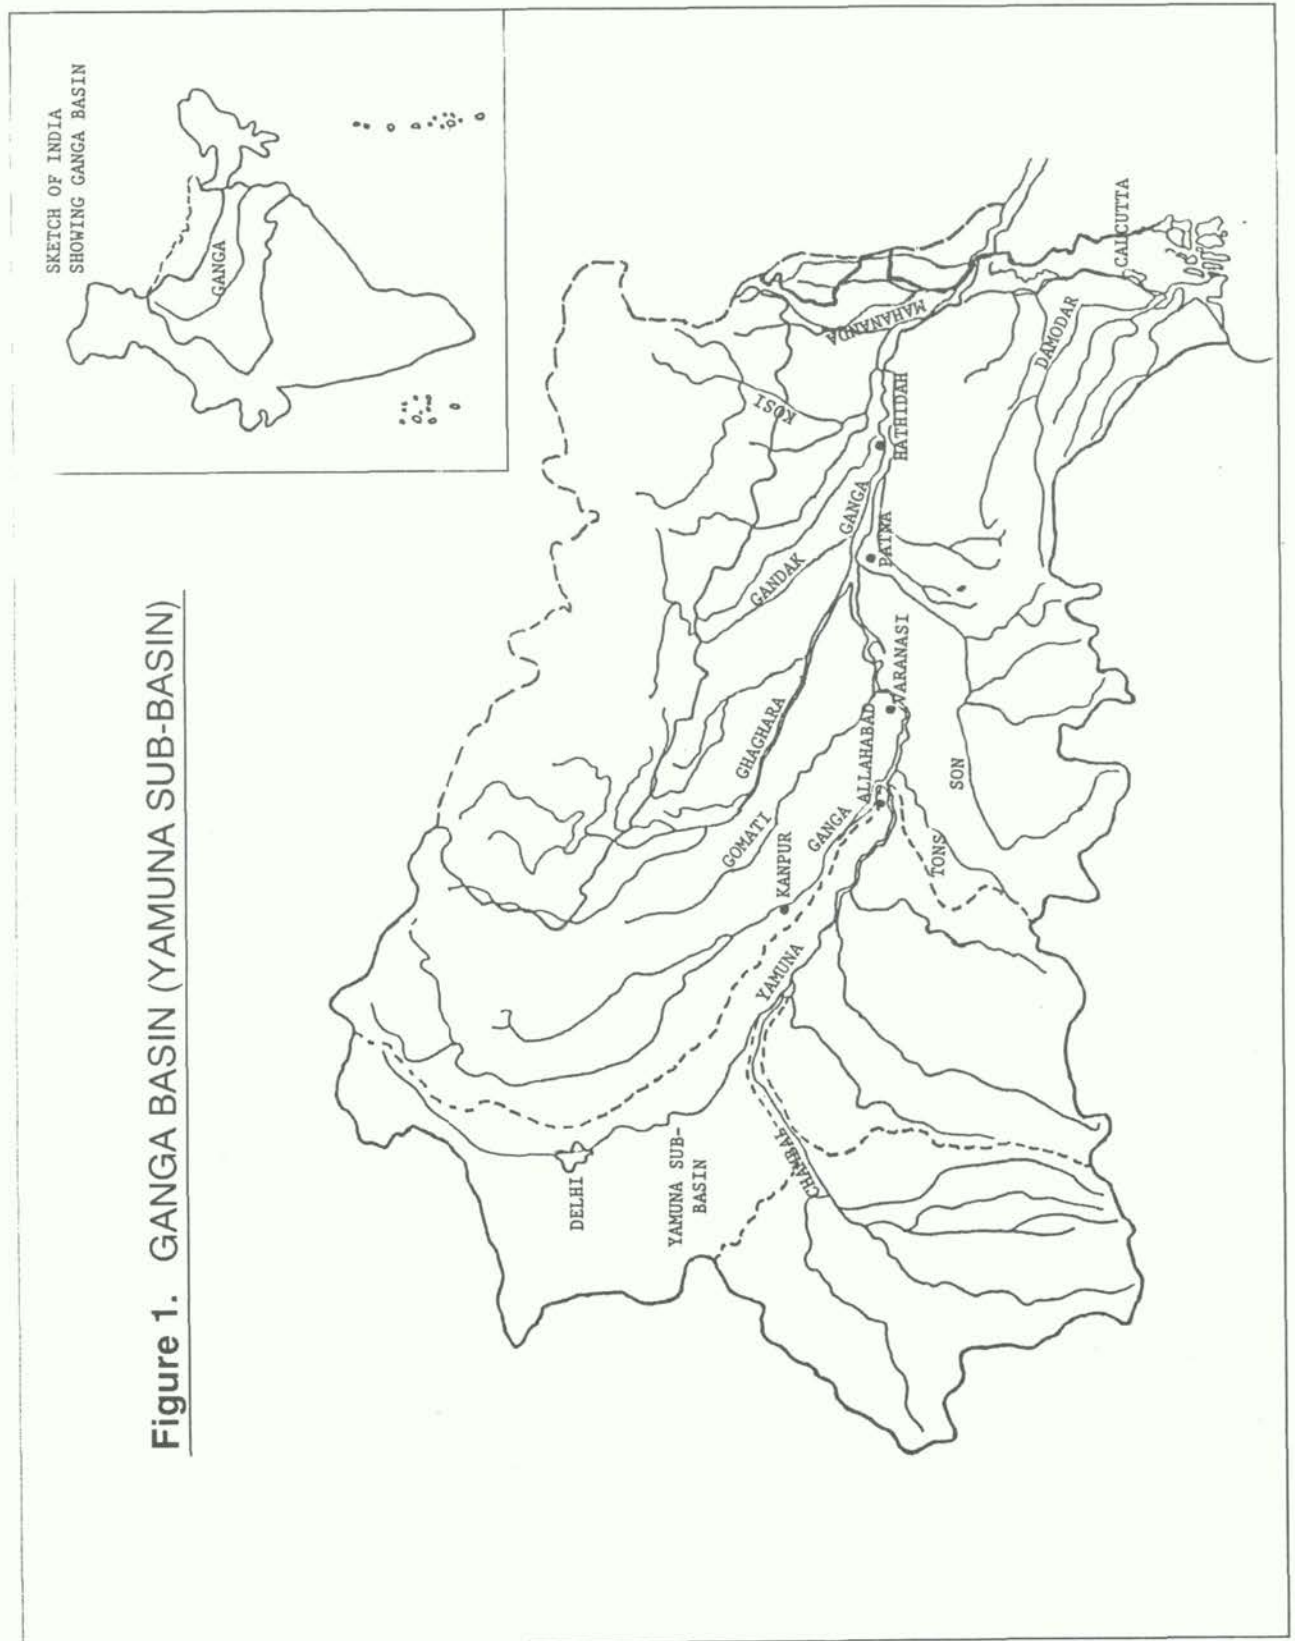 Figure 1. GANGA BASIN (YAMUNA SUB-BASIN)
SKETCH OF INDIA
SHOWING GANGA BASIN
GANGA
DELHI
YAMUNA SUB-
BASIN
CHAMBAL
YAMUNA
KANPUR
GANGA
ALLAHABAD
GOMATI
GHAGHARA
TONS
SON
VARANASI
GANDAK
PATNA
GANGA
HATHIDAH
KOSI
MAHANANDA
DAMODAR
CALCUTTA